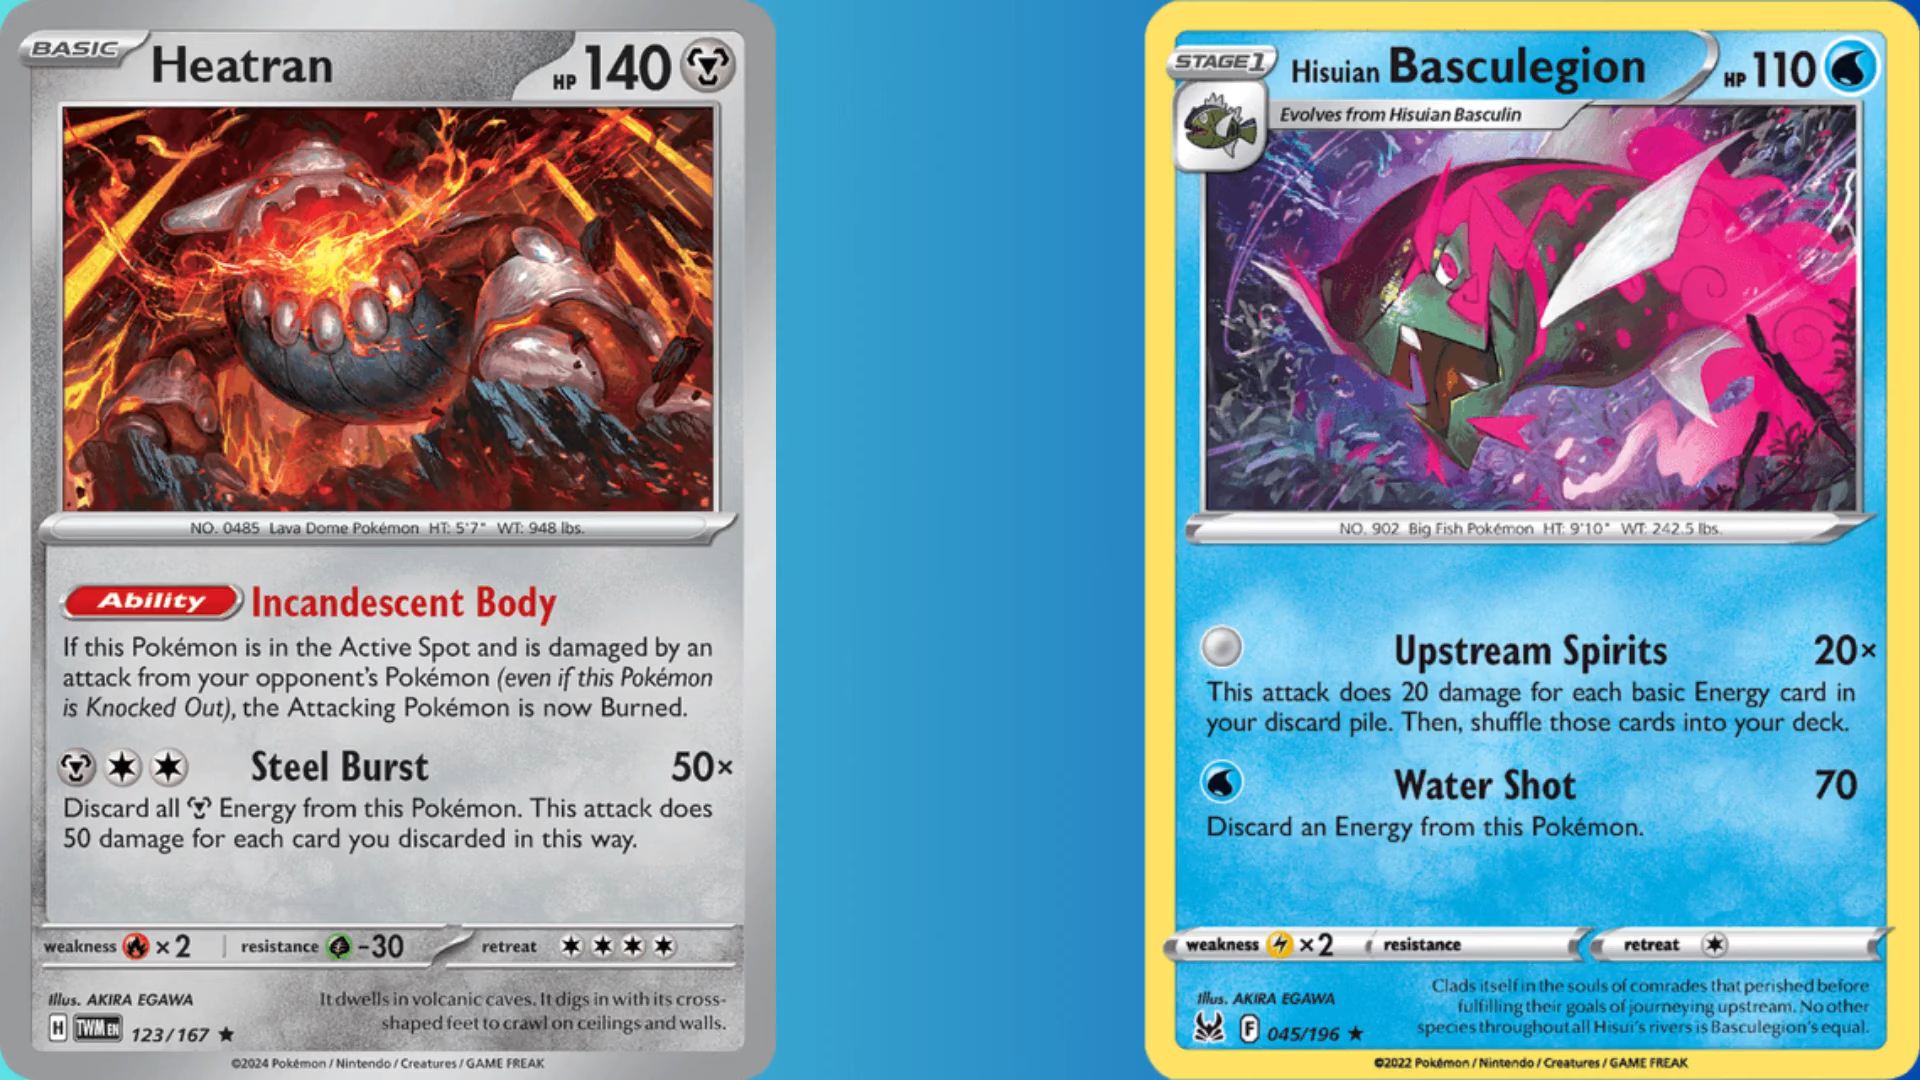 BASIC
Heatran
HP 140
NO. 0485 Lava Dome Pokémon HT: 5'7" WT: 948 lbs.
Ability Incandescent Body
If this Pokémon is in the Active Spot and is damaged by an
attack from your opponent's Pokémon (even if this Pokémon
is Knocked Out), the Attacking Pokémon is now Burned.
Steel Burst 50×
Discard all Energy from this Pokémon. This attack does
50 damage for each card you discarded in this way.
weakness ×2 resistance -30 retreat
Illus. AKIRA EGAWA
It dwells in volcanic caves. It digs in with its cross-
shaped feet to crawl on ceilings and walls.
H TWM EN 123/167
©2024 Pokémon / Nintendo / Creatures / GAME FREAK
STAGE 1
Hisuian Basculegion
HP 110
Evolves from Hisuian Basculin
NO. 902 Big Fish Pokémon HT: 9'10" WT: 242.5 lbs.
Upstream Spirits 20×
This attack does 20 damage for each basic Energy card in
your discard pile. Then, shuffle those cards into your deck.
Water Shot 70
Discard an Energy from this Pokémon.
weakness ×2 resistance retreat
Illus. AKIRA EGAWA
Clads itself in the souls of comrades that perished before
fulfilling their goals of journeying upstream. No other
species throughout all Hisui's rivers is Basculegion's equal.
F 045/196
©2022 Pokémon / Nintendo / Creatures / GAME FREAK